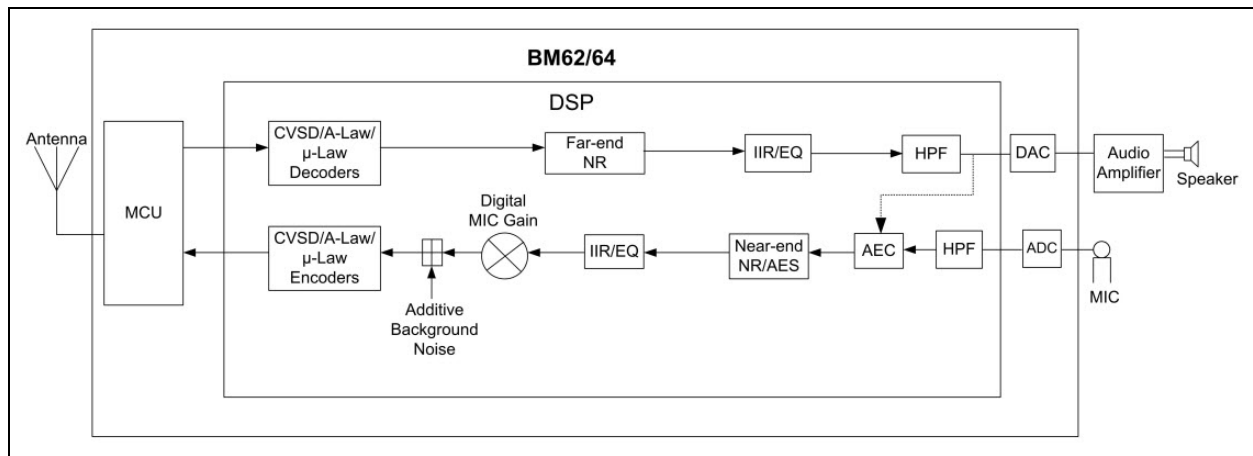 BM62/64
DSP
Antenna
MCU
CVSD/A-Law/
μ-Law
Decoders
Far-end
NR
IIR/EQ
HPF
DAC
Audio
Amplifier
Speaker
CVSD/A-Law/
μ-Law
Encoders
Additive
Background
Noise
Digital
MIC Gain
IIR/EQ
Near-end
NR/AES
AEC
HPF
ADC
MIC